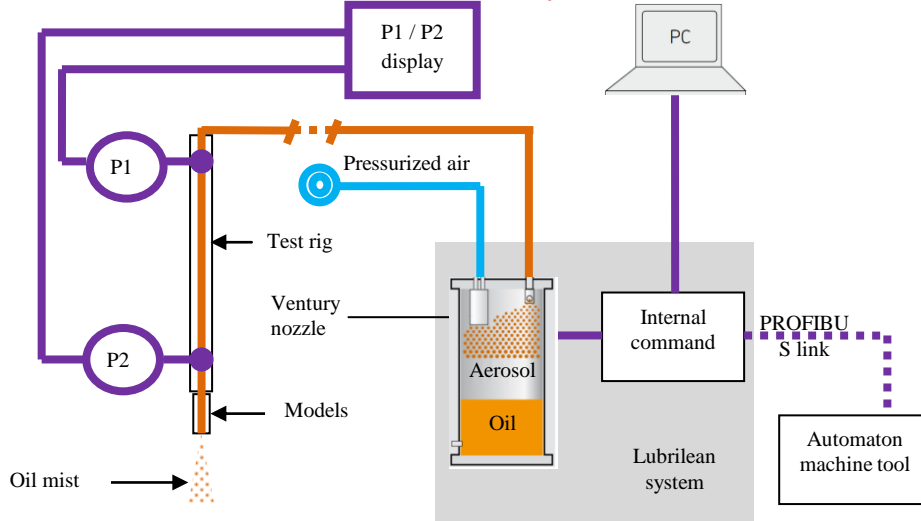 P1 / P2
display
PC
P1
Pressurized air
Test rig
Ventury
nozzle
Internal
command
PROFIBU
S link
P2
Aerosol
Models
Oil
Automaton
machine tool
Lubrilean
system
Oil mist